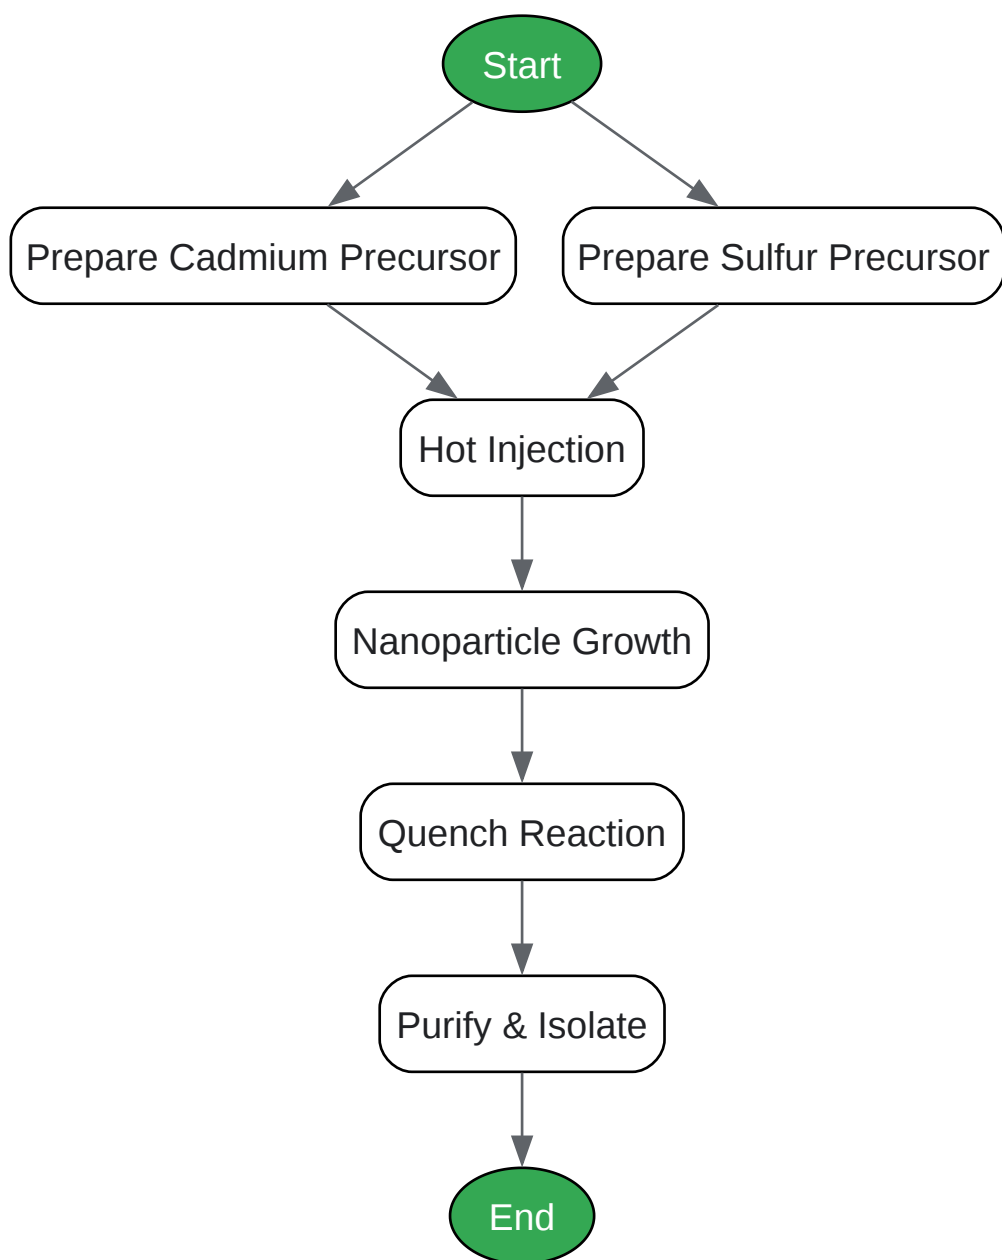 Start
Prepare Cadmium Precursor
Prepare Sulfur Precursor
Hot Injection
Nanoparticle Growth
Quench Reaction
Purify & Isolate
End